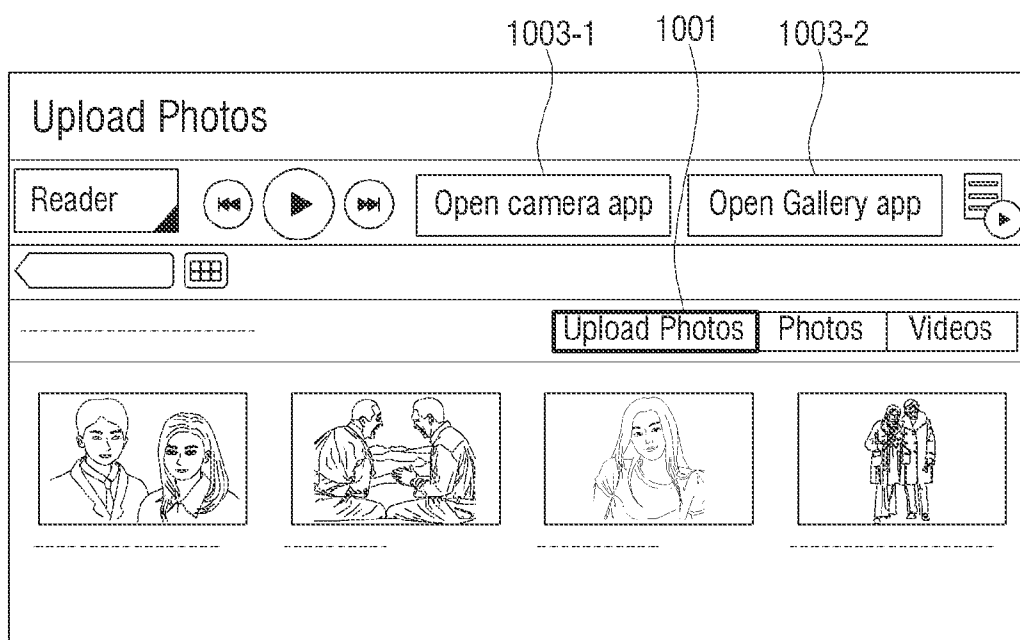 1003-1 1001 1003-2
Upload Photos
Reader Open camera app Open Gallery app
Upload Photos Photos Videos